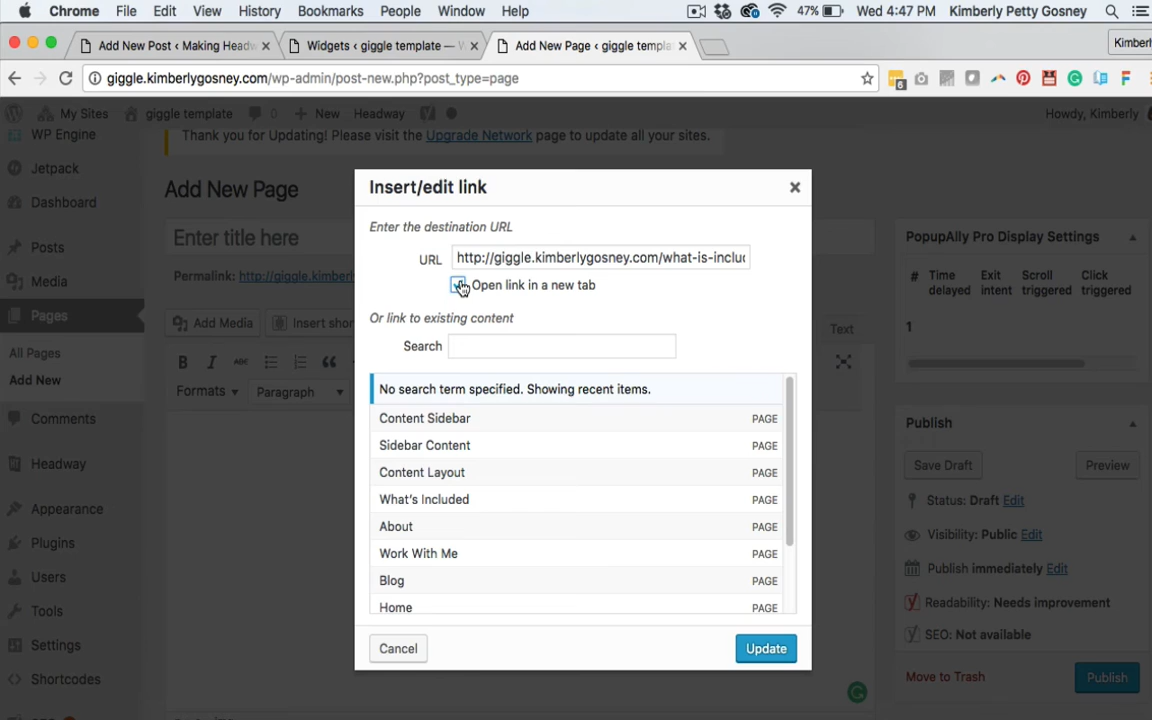 Chrome File Edit View History Bookmarks People Window Help 47% Wed 4:47 PM Kimberly Petty Gosney
Add New Post ‹ Making Headw Widgets ‹ giggle template — W Add New Page ‹ giggle templa Kimberl
giggle.kimberlygosney.com/wp-admin/post-new.php?post_type=page 6
My Sites giggle template 0 New Headway Howdy, Kimberly
WP Engine
Thank you for Updating! Please visit the Upgrade Network page to update all your sites.
Jetpack
Dashboard
Posts
Media
Pages
All Pages
Add New
Comments
Headway
Appearance
Plugins
Users
Tools
Settings
Shortcodes
Add New Page
Enter title here
Permalink: http://giggle.kimberl
Add Media Insert shor
Text
B I ABC
Formats Paragraph
Insert/edit link
Enter the destination URL
URL http://giggle.kimberlygosney.com/what-is-includ
Open link in a new tab
Or link to existing content
Search
No search term specified. Showing recent items.
Content Sidebar PAGE
Sidebar Content PAGE
Content Layout PAGE
What's Included PAGE
About PAGE
Work With Me PAGE
Blog PAGE
Home PAGE
Cancel Update
PopupAlly Pro Display Settings
# Time delayed Exit intent Scroll triggered Click triggered
1
Publish
Save Draft Preview
Status: Draft Edit
Visibility: Public Edit
Publish immediately Edit
Readability: Needs improvement
SEO: Not available
Move to Trash Publish